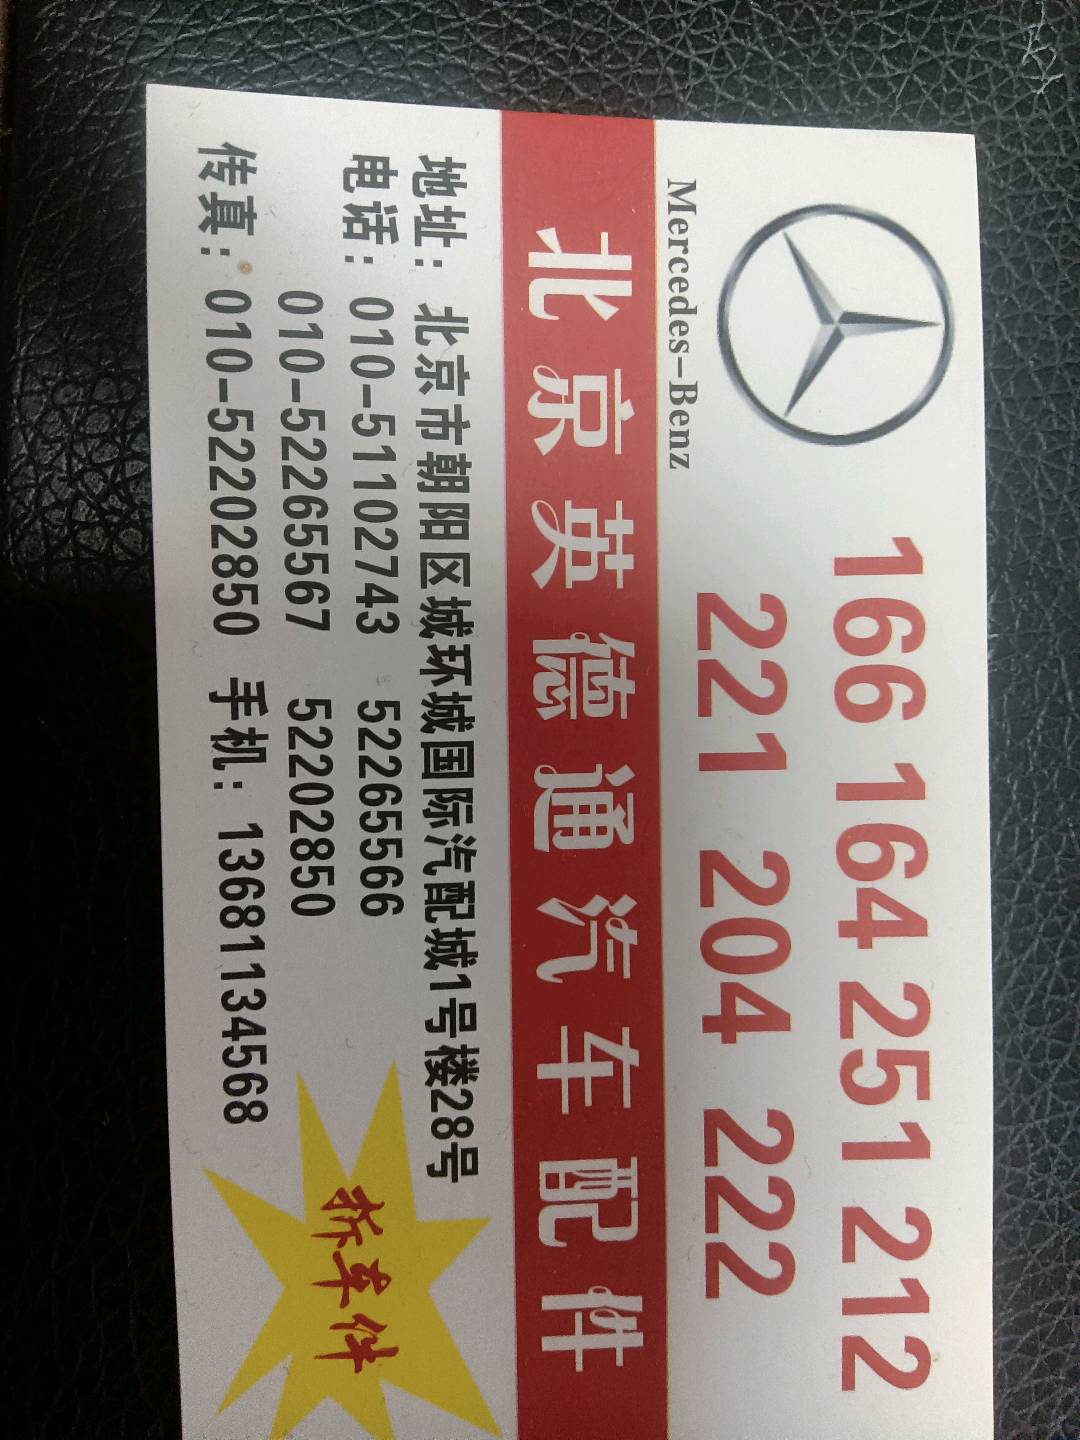 Mercedes-Benz
166 164 251 212
221 204 222
北京英德通汽车配件
地址：北京市朝阳区城环城国际汽配城1号楼28号
电话：010-51102743 52265566
010-52265567 52202850
传真：010-52202850 手机：13681134568
拆车件